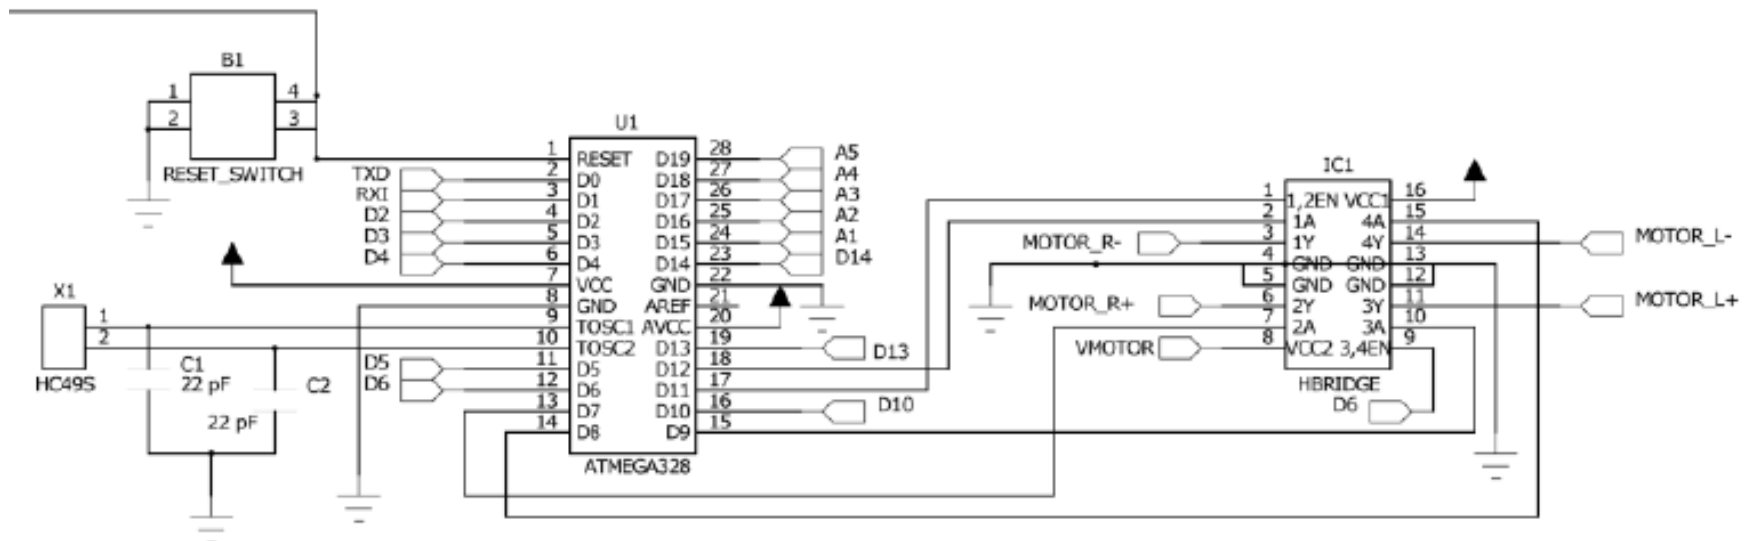 B1
1
2
4
3
RESET_SWITCH
X1
1
2
HC49S
C1
22 pF
C2
22 pF
TXD
RXI
D2
D3
D4
D5
D6
U1
1 RESET
2 D0
3 D1
4 D2
5 D3
6 D4
7 VCC
8 GND
9 TOSC1
10 TOSC2
11 D5
12 D6
13 D7
14 D8
D19 28
D18 27
D17 26
D16 25
D15 24
D14 23
GND 22
AREF 21
AVCC 20
D13 19
D12 18
D11 17
D10 16
D9 15
ATMEGA328
A5
A4
A3
A2
A1
D14
D13
D10
MOTOR_R-
MOTOR_R+
VMOTOR
IC1
1 1,2EN
2 1A
3 1Y
4 GND
5 GND
6 2Y
7 2A
8 VCC2
VCC1 16
4A 15
4Y 14
GND 13
GND 12
3Y 11
3A 10
3,4EN 9
HBRIDGE
D6
MOTOR_L-
MOTOR_L+